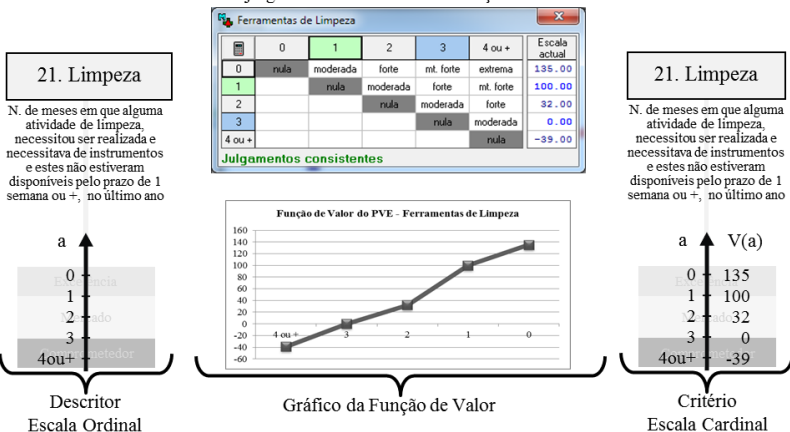 Ferramentas de Limpeza
0 1 2 3 4 ou + Escala actual
0 nula moderada forte mt. forte extrema 135.00
1 nula moderada forte mt. forte 100.00
2 nula moderada forte 32.00
3 nula moderada 0.00
4 ou + nula -39.00
Julgamentos consistentes
21. Limpeza
N. de meses em que alguma
atividade de limpeza,
necessitou ser realizada e
necessitava de instrumentos
e estes não estiveram
disponíveis pelo prazo de 1
semana ou +, no último ano
a
0
1
2
3
4ou+
Descritor
Escala Ordinal
Função de Valor do PVE - Ferramentas de Limpeza
160
140
120
100
80
60
40
20
0
-20
-40
-60
4 ou + 3 2 1 0
Gráfico da Função de Valor
21. Limpeza
N. de meses em que alguma
atividade de limpeza,
necessitou ser realizada e
necessitava de instrumentos
e estes não estiveram
disponíveis pelo prazo de 1
semana ou +, no último ano
a V(a)
0 135
1 100
2 32
3 0
4ou+ -39
Critério
Escala Cardinal